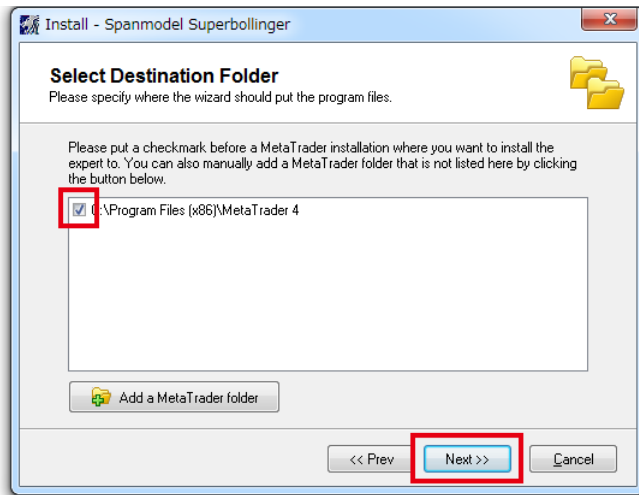 Install - Spanmodel Superbollinger
Select Destination Folder
Please specify where the wizard should put the program files.
Please put a checkmark before a MetaTrader installation where you want to install the
expert to. You can also manually add a MetaTrader folder that is not listed here by clicking
the button below.
C:\Program Files (x86)\MetaTrader 4
Add a MetaTrader folder
<< Prev
Next >>
Cancel